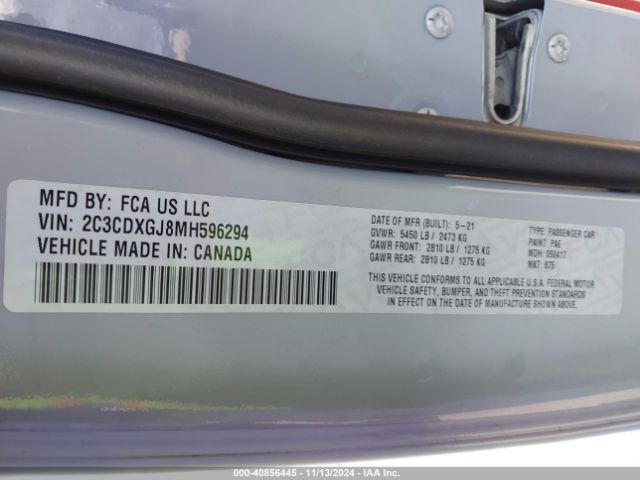 MFD BY: FCA US LLC
VIN: 2C3CDXGJ8MH596294
VEHICLE MADE IN: CANADA
DATE OF MFR (BUILT): 5-21
GVWR: 5450 LB / 2473 KG
GAWR FRONT: 2810 LB / 1275 KG
GAWR REAR: 2810 LB / 1275 KG
TYPE: PASSENGER CAR
PAINT: PAE
MDH: 050417
MKT: B75
THIS VEHICLE CONFORMS TO ALL APPLICABLE U.S.A. FEDERAL MOTOR
VEHICLE SAFETY, BUMPER, AND THEFT PREVENTION STANDARDS
IN EFFECT ON THE DATE OF MANUFACTURE SHOWN ABOVE.
000-40856445 - 11/13/2024 - IAA Inc.